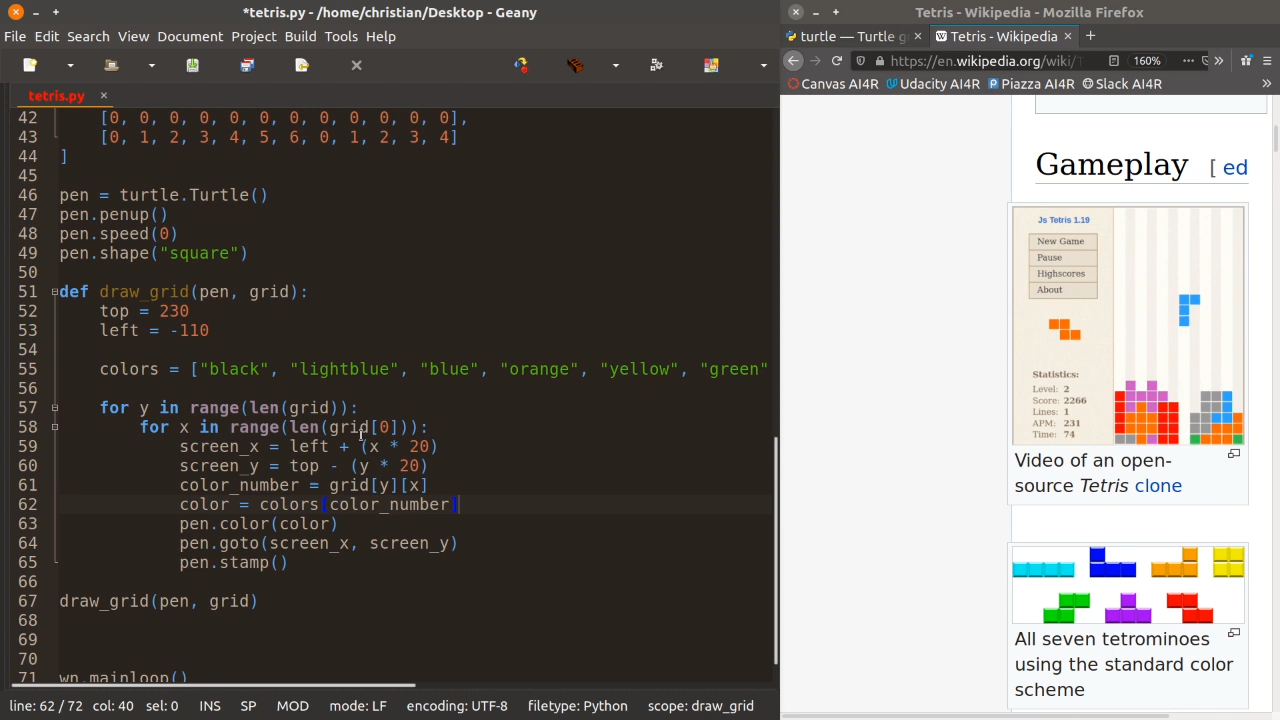 *tetris.py - /home/christian/Desktop - Geany
File Edit Search View Document Project Build Tools Help
tetris.py ×
42 [0, 0, 0, 0, 0, 0, 0, 0, 0, 0, 0, 0],
43 [0, 1, 2, 3, 4, 5, 6, 0, 1, 2, 3, 4]
44 ]
45
46 pen = turtle.Turtle()
47 pen.penup()
48 pen.speed(0)
49 pen.shape("square")
50
51 def draw_grid(pen, grid):
52 top = 230
53 left = -110
54
55 colors = ["black", "lightblue", "blue", "orange", "yellow", "green"
56
57 for y in range(len(grid)):
58 for x in range(len(grid[0])):
59 screen_x = left + (x * 20)
60 screen_y = top - (y * 20)
61 color_number = grid[y][x]
62 color = colors[color_number]
63 pen.color(color)
64 pen.goto(screen_x, screen_y)
65 pen.stamp()
66
67 draw_grid(pen, grid)
68
69
70
71 wn.mainloop()
line: 62 / 72 col: 40 sel: 0 INS SP MOD mode: LF encoding: UTF-8 filetype: Python scope: draw_grid
Tetris - Wikipedia - Mozilla Firefox
turtle — Turtle g × Tetris - Wikipedia × +
https://en.wikipedia.org/wiki/ 160%
Canvas AI4R Udacity AI4R Piazza AI4R Slack AI4R
Gameplay [ ed
Js Tetris 1.19
New Game
Pause
Highscores
About
Statistics:
Level: 2
Score: 2266
Lines: 1
APM: 231
Time: 74
Video of an open-
source Tetris clone
All seven tetrominoes
using the standard color
scheme